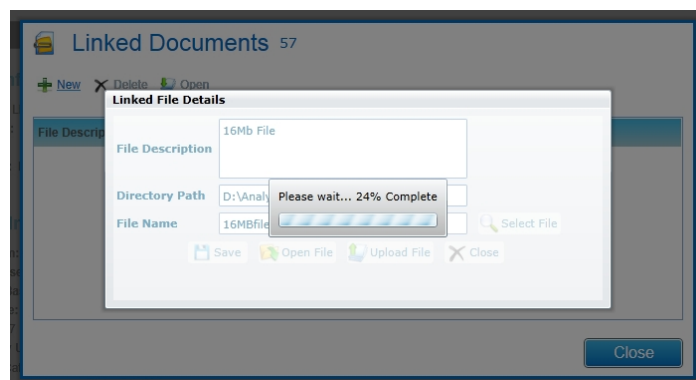 Linked Documents 57
New Delete Open
Linked File Details
File Descrip
16Mb File
File Description
Please wait... 24% Complete
Directory Path D:\Analy
File Name 16MBfile Select File
Save Open File Upload File Close
Close